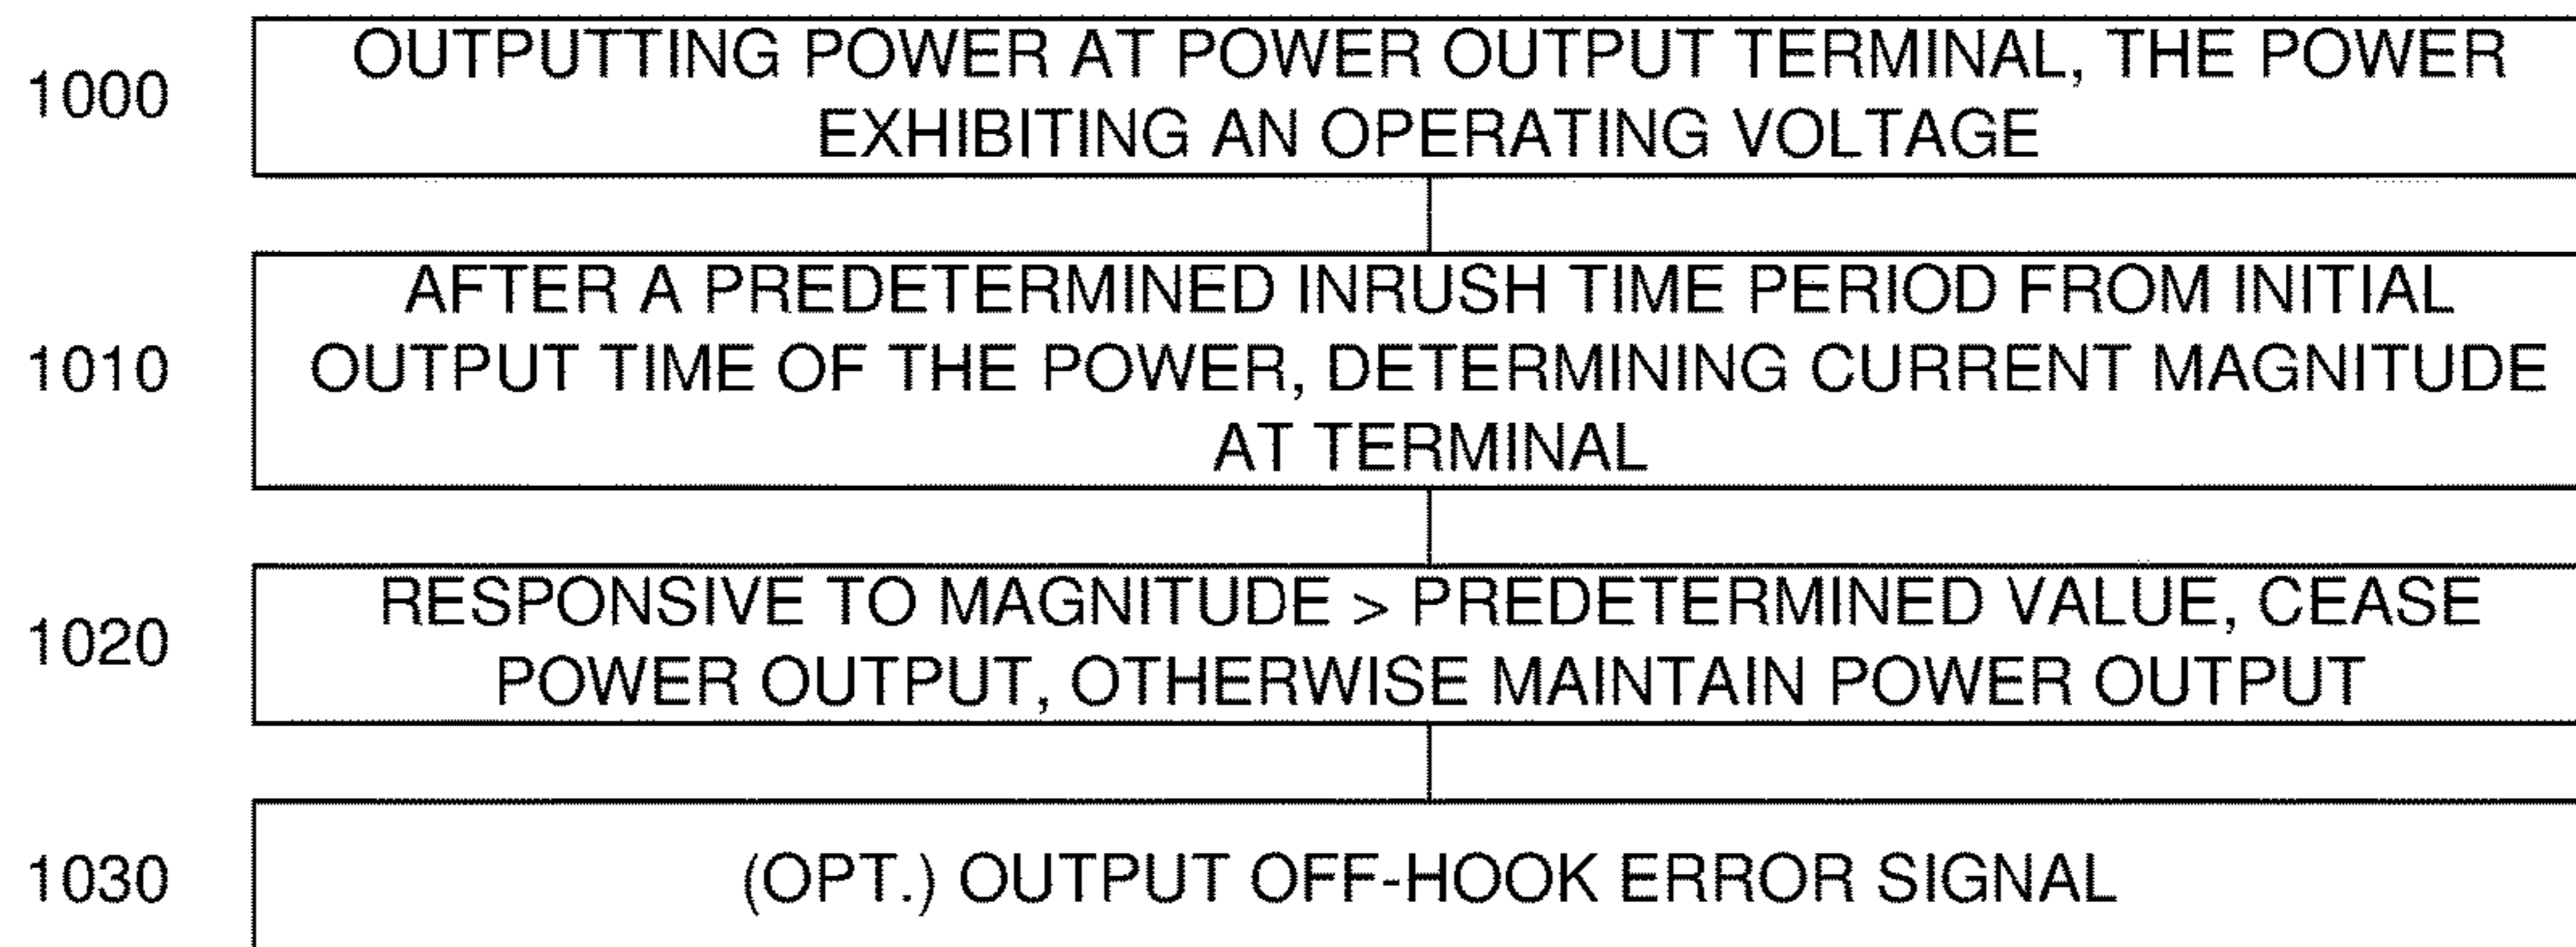 1000
OUTPUTTING POWER AT POWER OUTPUT TERMINAL, THE POWER
EXHIBITING AN OPERATING VOLTAGE
1010
AFTER A PREDETERMINED INRUSH TIME PERIOD FROM INITIAL
OUTPUT TIME OF THE POWER, DETERMINING CURRENT MAGNITUDE
AT TERMINAL
1020
RESPONSIVE TO MAGNITUDE > PREDETERMINED VALUE, CEASE
POWER OUTPUT, OTHERWISE MAINTAIN POWER OUTPUT
1030
(OPT.) OUTPUT OFF-HOOK ERROR SIGNAL